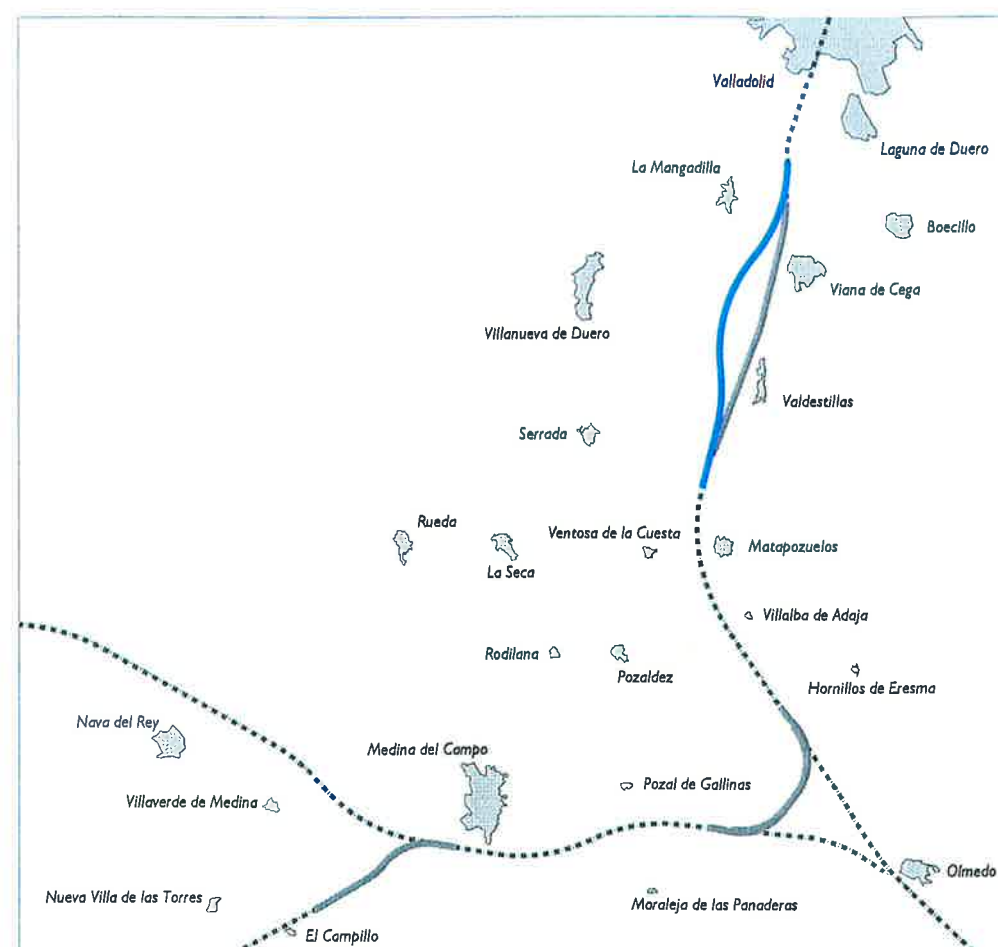 Valladolid
Laguna de Duero
La Mangadilla
Boecillo
Viana de Cega
Villanueva de Duero
Valdestillas
Serrada
Rueda
Ventosa de la Cuesta
Matapozuelos
La Seca
Villalba de Adaja
Rodilana
Pozaldez
Hornillos de Eresma
Nava del Rey
Medina del Campo
Pozal de Gallinas
Villaverde de Medina
Olmedo
Nueva Villa de las Torres
Moraleja de las Panaderas
El Campillo